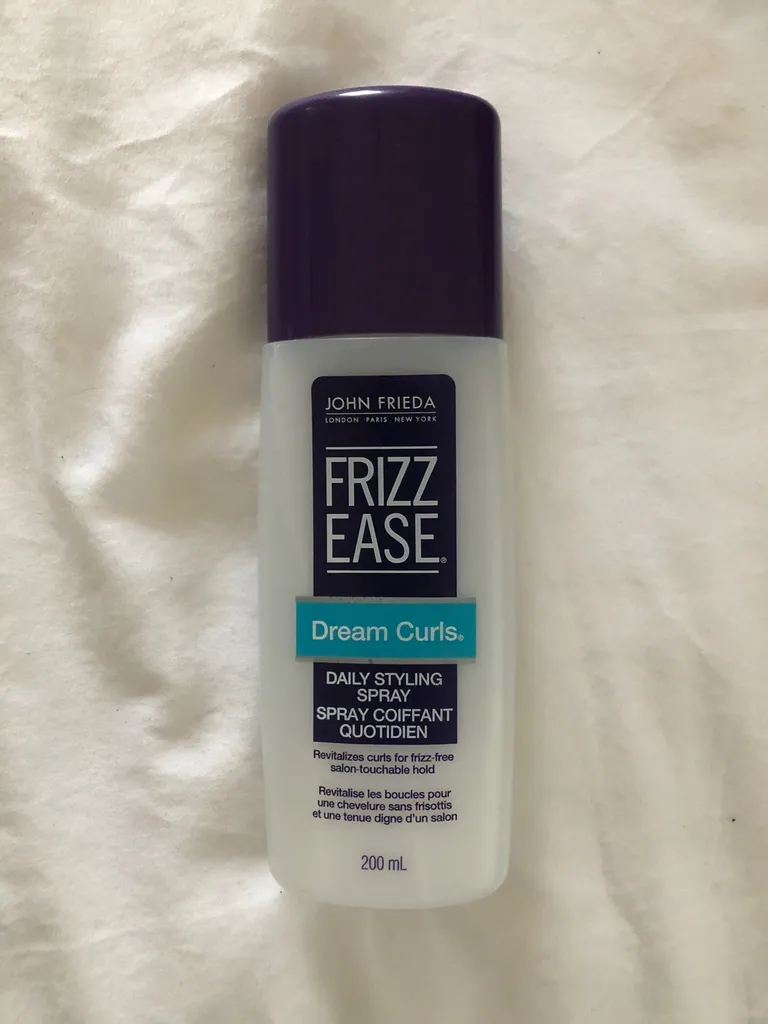 JOHN FRIEDA
LONDON PARIS NEW YORK
FRIZZ
EASE®
Dream Curls®
DAILY STYLING
SPRAY
SPRAY COIFFANT
QUOTIDIEN
Revitalizes curls for frizz-free
salon-touchable hold
Revitalise les boucles pour
une chevelure sans frisottis
et une tenue digne d'un salon
200 mL